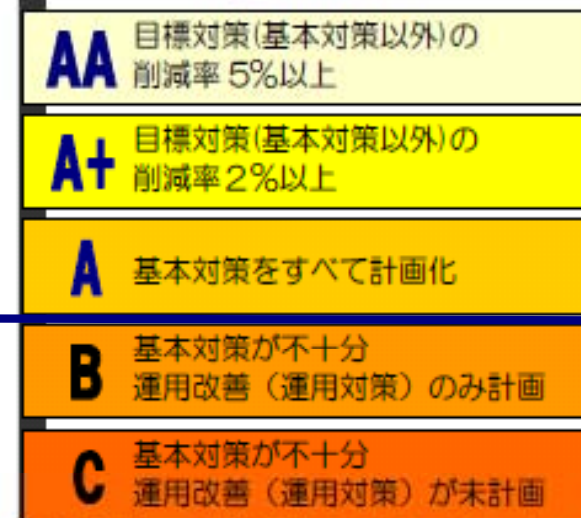 AA
目標対策(基本対策以外)の
削減率 5%以上
A+
目標対策(基本対策以外)の
削減率2%以上
A
基本対策をすべて計画化
B
基本対策が不十分
運用改善（運用対策）のみ計画
C
基本対策が不十分
運用改善（運用対策）が未計画